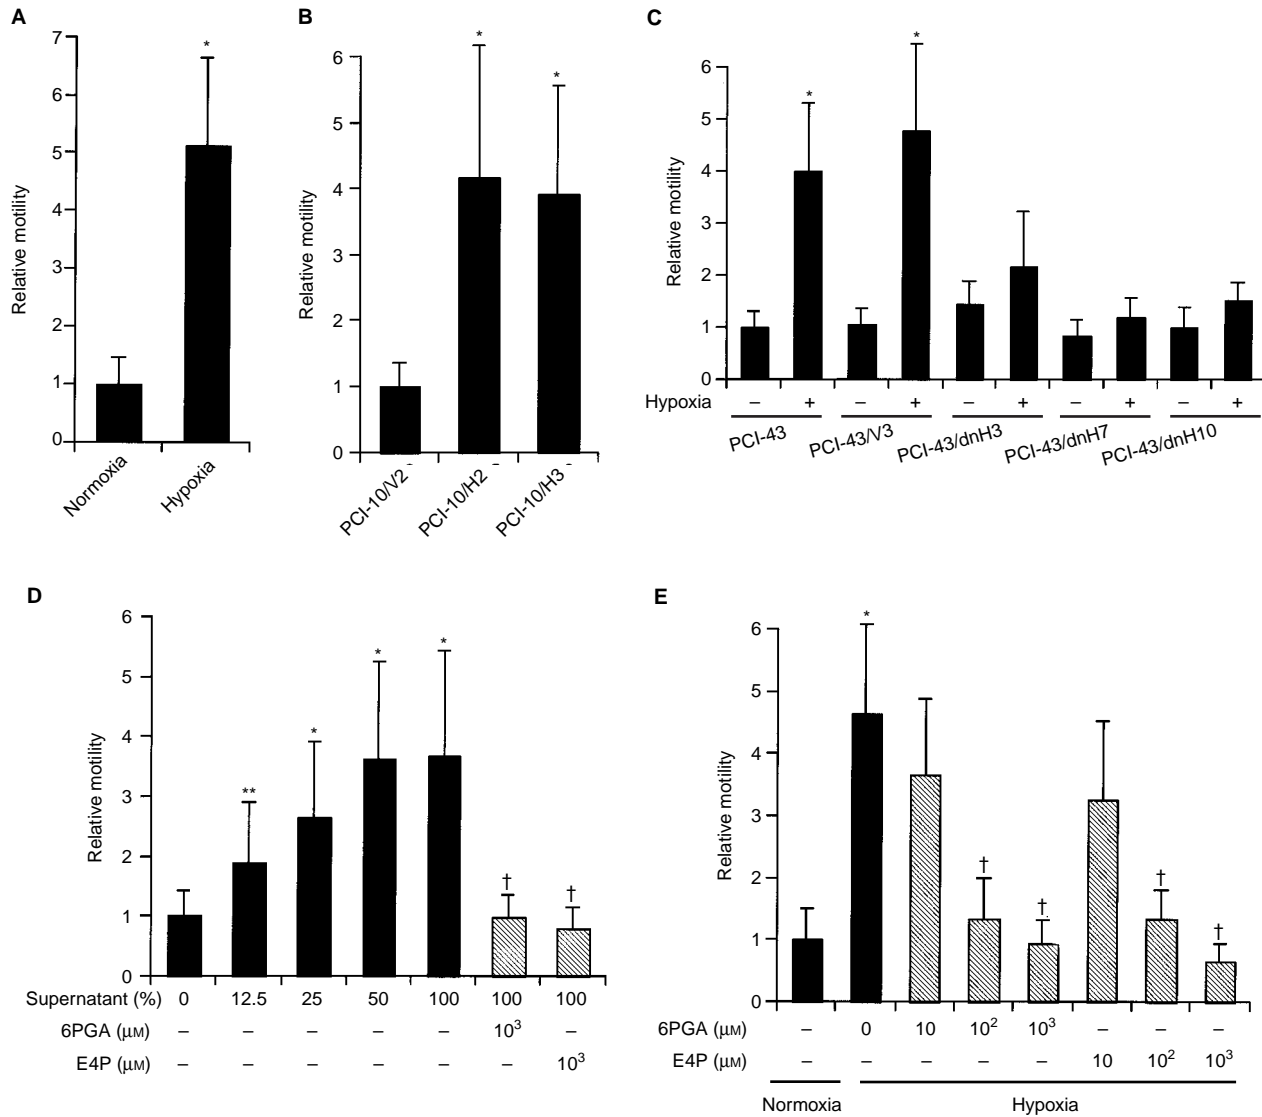 A
7
6
5
4
3
2
1
0
Relative motility
*
Normoxia
Hypoxia
B
6
5
4
3
2
1
0
Relative motility
*
*
PCI-10/V2
PCI-10/H2
PCI-10/H3
C
6
5
4
3
2
1
0
Relative motility
*
*
Hypoxia – + – + – + – + – +
PCI-43 PCI-43/V3 PCI-43/dnH3 PCI-43/dnH7 PCI-43/dnH10
D
6
5
4
3
2
1
0
Relative motility
**
*
*
*
†
†
Supernatant (%) 0 12.5 25 50 100 100 100
6PGA (μM) – – – – – 10³ –
E4P (μM) – – – – – – 10³
E
6
5
4
3
2
1
0
Relative motility
*
†
†
†
†
6PGA (μM) – 0 10 10² 10³ – – –
E4P (μM) – – – – – 10 10² 10³
Normoxia Hypoxia